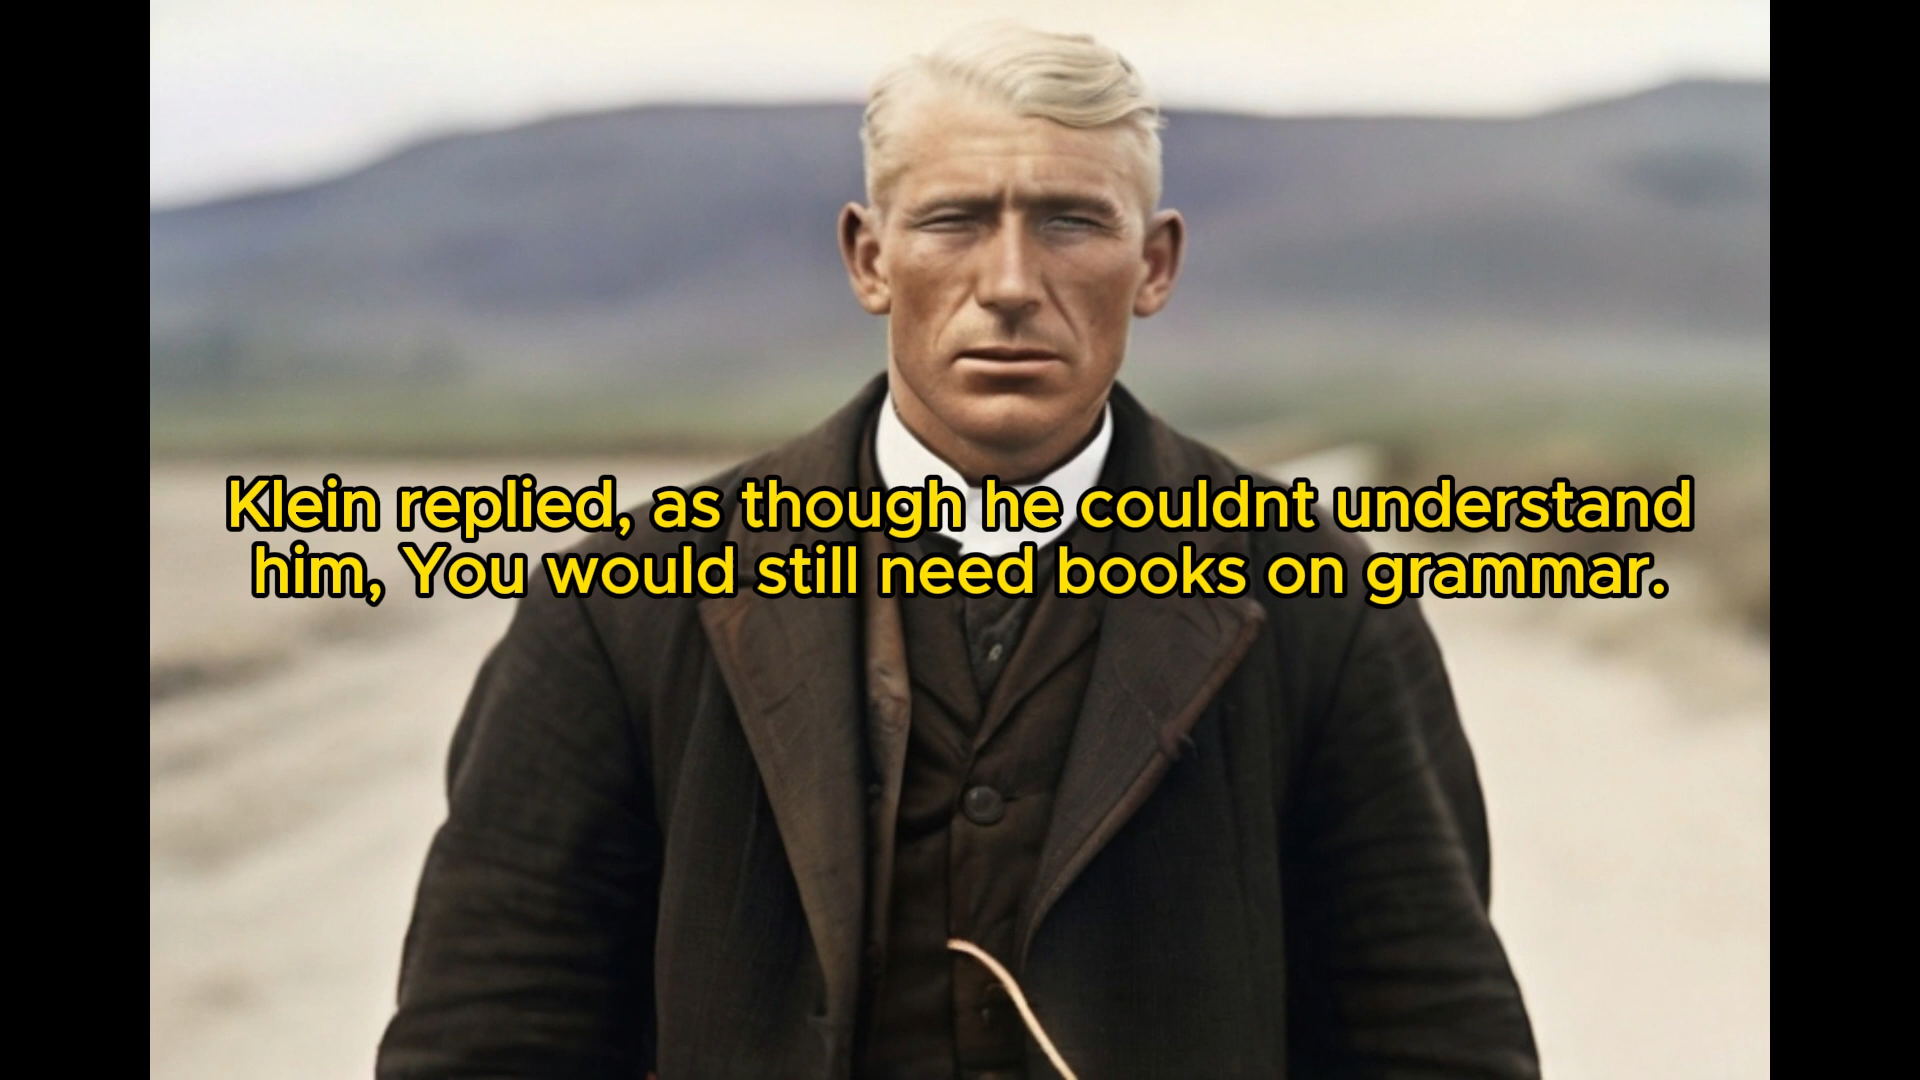 Klein replied, as though he couldnt understand
him, You would still need books on grammar.